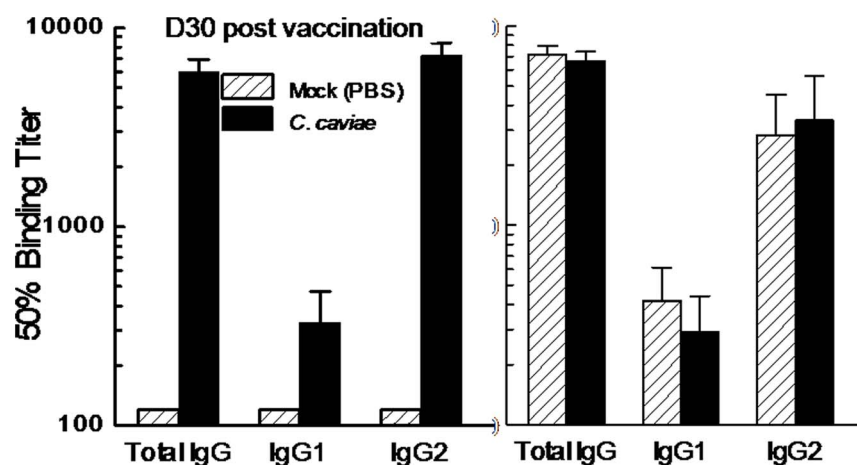 D30 post vaccination
Mock (PBS)
C. caviae
50% Binding Titer
10000
1000
100
Total IgG IgG1 IgG2
)
)
)
Total IgG IgG1 IgG2